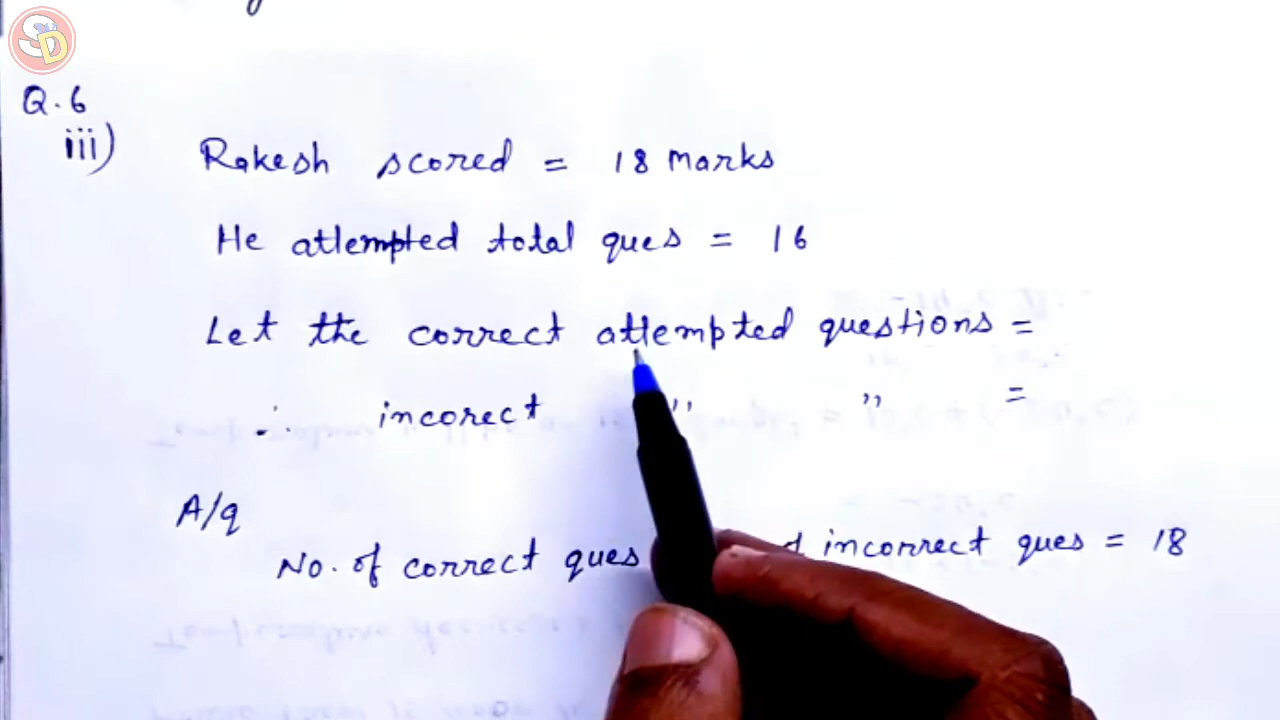 SD
Q. 6
iii) Rakesh scored = 18 Marks
He attempted total ques = 16
Let the correct attempted questions =
∴ incorect " " =
A/q
No. of correct ques incorrect ques = 18